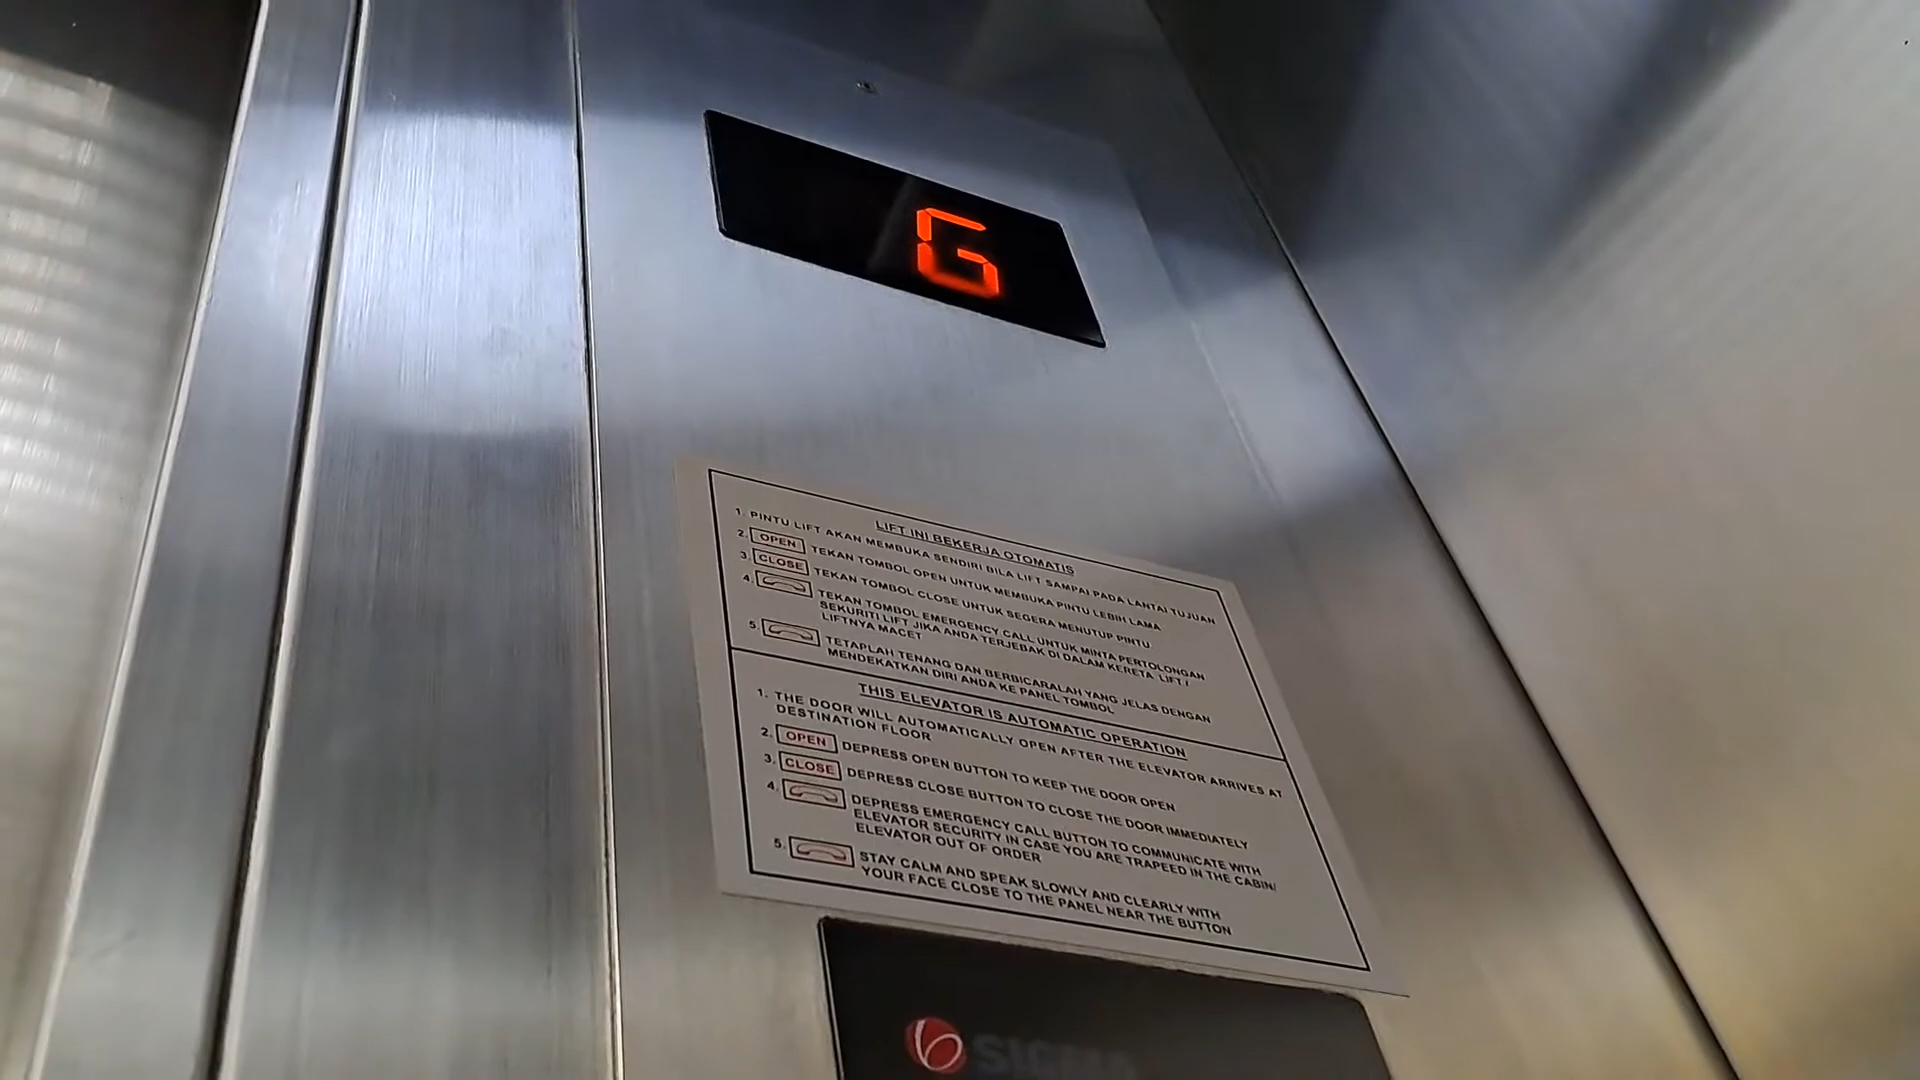 G
LIFT INI BEKERJA OTOMATIS
1. PINTU LIFT AKAN MEMBUKA SENDIRI BILA LIFT SAMPAI PADA LANTAI TUJUAN
2. OPEN TEKAN TOMBOL OPEN UNTUK MEMBUKA PINTU LEBIH LAMA
3. CLOSE TEKAN TOMBOL CLOSE UNTUK SEGERA MENUTUP PINTU
4. TEKAN TOMBOL EMERGENCY CALL UNTUK MINTA PERTOLONGAN
SEKURITI LIFT JIKA ANDA TERJEBAK DI DALAM KERETA LIFT /
LIFTNYA MACET
5. TETAPLAH TENANG DAN BERBICARALAH YANG JELAS DENGAN
MENDEKATKAN DIRI ANDA KE PANEL TOMBOL
THIS ELEVATOR IS AUTOMATIC OPERATION
1. THE DOOR WILL AUTOMATICALLY OPEN AFTER THE ELEVATOR ARRIVES AT
DESTINATION FLOOR
2. OPEN DEPRESS OPEN BUTTON TO KEEP THE DOOR OPEN
3. CLOSE DEPRESS CLOSE BUTTON TO CLOSE THE DOOR IMMEDIATELY
4. DEPRESS EMERGENCY CALL BUTTON TO COMMUNICATE WITH
ELEVATOR SECURITY IN CASE YOU ARE TRAPEED IN THE CABIN/
ELEVATOR OUT OF ORDER
5. STAY CALM AND SPEAK SLOWLY AND CLEARLY WITH
YOUR FACE CLOSE TO THE PANEL NEAR THE BUTTON
SIGMA